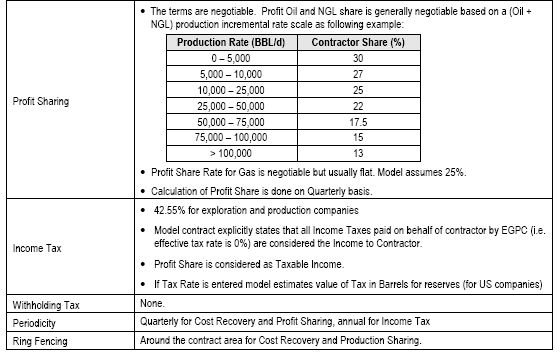 • The terms are negotiable. Profit Oil and NGL share is generally negotiable based on a (Oil +
NGL) production incremental rate scale as following example:
Production Rate (BBL/d) Contractor Share (%)
0 – 5,000 30
5,000 – 10,000 27
10,000 – 25,000 25
25,000 – 50,000 22
50,000 – 75,000 17.5
75,000 – 100,000 15
> 100,000 13
Profit Sharing
• Profit Share Rate for Gas is negotiable but usually flat. Model assumes 25%.
• Calculation of Profit Share is done on Quarterly basis.
• 42.55% for exploration and production companies
• Model contract explicitly states that all Income Taxes paid on behalf of contractor by EGPC (i.e.
effective tax rate is 0%) are considered the Income to Contractor.
Income Tax
• Profit Share is considered as Taxable Income.
• If Tax Rate is entered model estimates value of Tax in Barrels for reserve (for US companies)
Withholding Tax None.
Periodicity Quarterly for Cost Recovery and Profit Sharing, annual for Income Tax
Ring Fencing Around the contract area for Cost Recovery and Production Sharing.